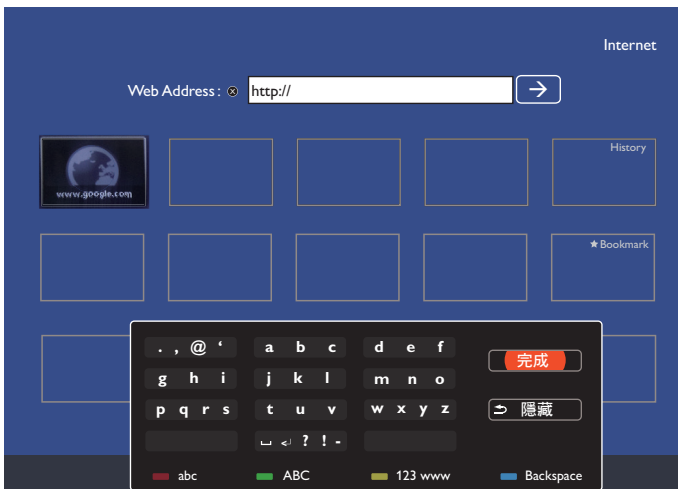 Internet
Web Address : ⓧ http:// →
www.google.com
History
★Bookmark
. , @ ‘ a b c d e f
完成
g h i j k l m n o
p q r s t u v w x y z
⮌ 隱藏
␣ ↵ ? ! -
abc ABC 123 www Backspace